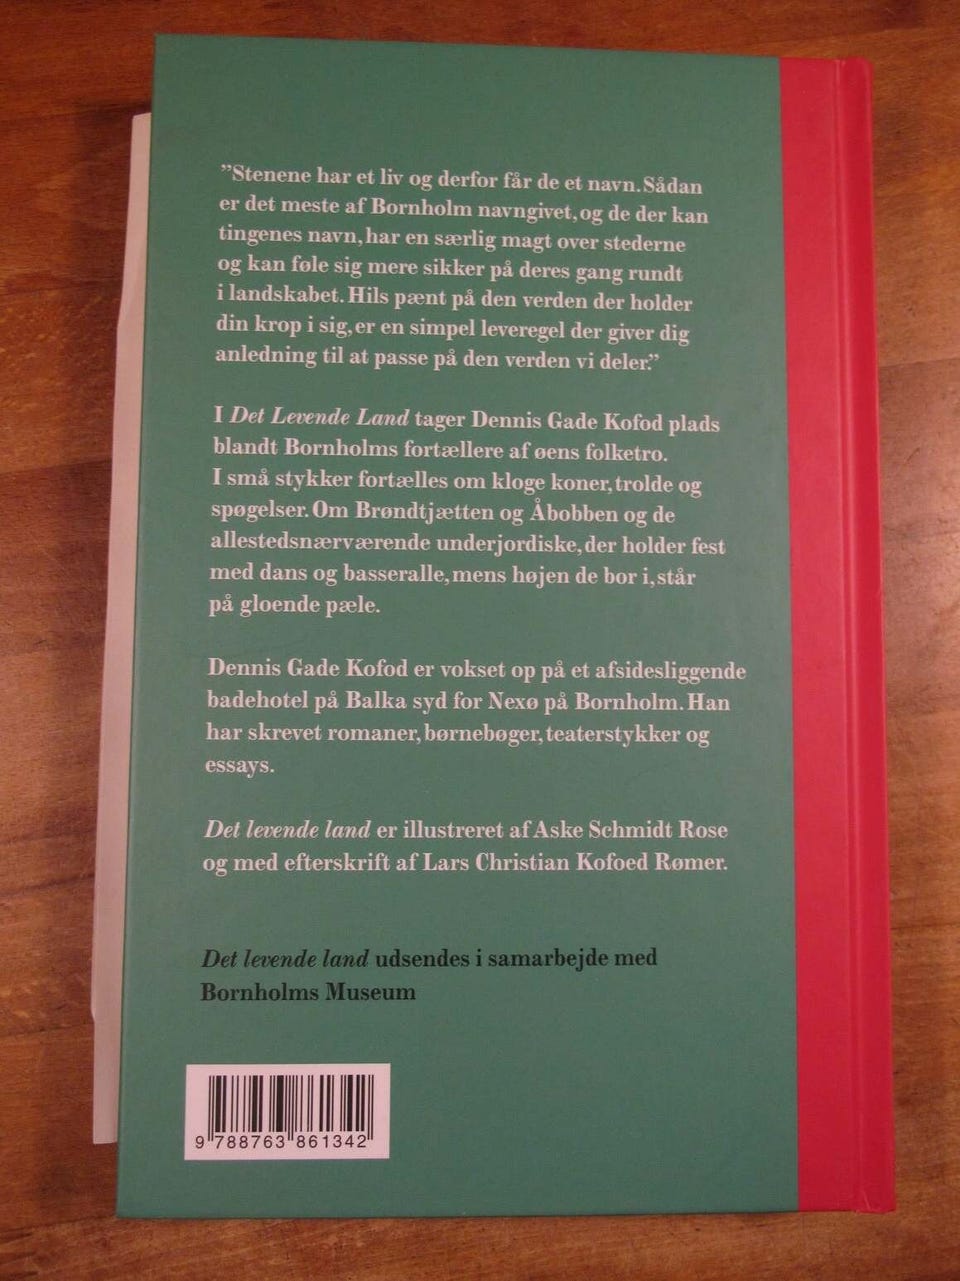 ”Stenene har et liv og derfor får de et navn. Sådan
er det meste af Bornholm navngivet, og de der kan
tingenes navn, har en særlig magt over stederne
og kan føle sig mere sikker på deres gang rundt
i landskabet. Hils pænt på den verden der holder
din krop i sig, er en simpel leveregel der giver dig
anledning til at passe på den verden vi deler.”
I Det Levende Land tager Dennis Gade Kofod plads
blandt Bornholms fortællere af øens folketro.
I små stykker fortælles om kloge koner, trolde og
spøgelser. Om Brøndtjætten og Åbobben og de
allestedsnærværende underjordiske, der holder fest
med dans og basseralle, mens højen de bor i, står
på gloende pæle.
Dennis Gade Kofod er vokset op på et afsidesliggende
badehotel på Balka syd for Nexø på Bornholm. Han
har skrevet romaner, børnebøger, teaterstykker og
essays.
Det levende land er illustreret af Aske Schmidt Rose
og med efterskrift af Lars Christian Kofoed Rømer.
Det levende land udsendes i samarbejde med
Bornholms Museum
9 788763 861342